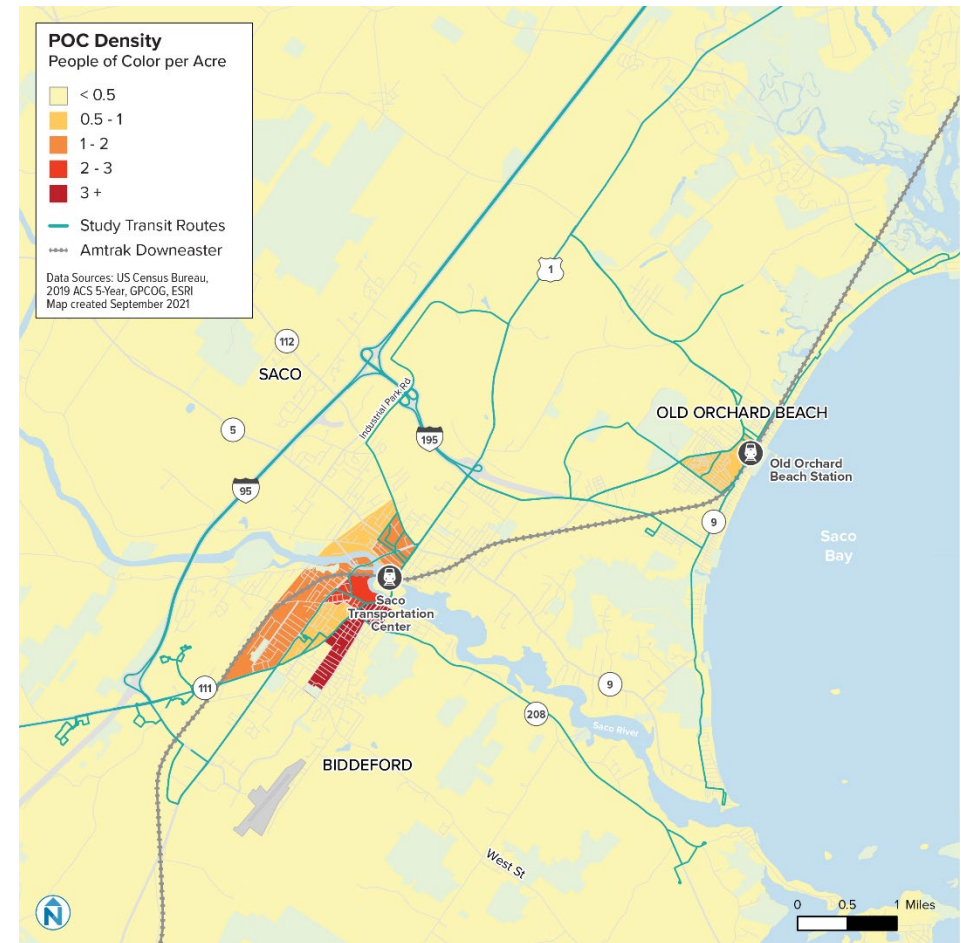 POC Density
People of Color per Acre
< 0.5
0.5 - 1
1 - 2
2 - 3
3 +
Study Transit Routes
Amtrak Downeaster
Data Sources: US Census Bureau,
2019 ACS 5-Year, GPCOG, ESRI
Map created September 2021
1
112
SACO
Industrial Park Rd
5
195
OLD ORCHARD BEACH
Old Orchard
Beach Station
95
9
Saco
Bay
Saco
Transportation
Center
111
9
208
Saco River
BIDDEFORD
West St
N
0 0.5 1 Miles